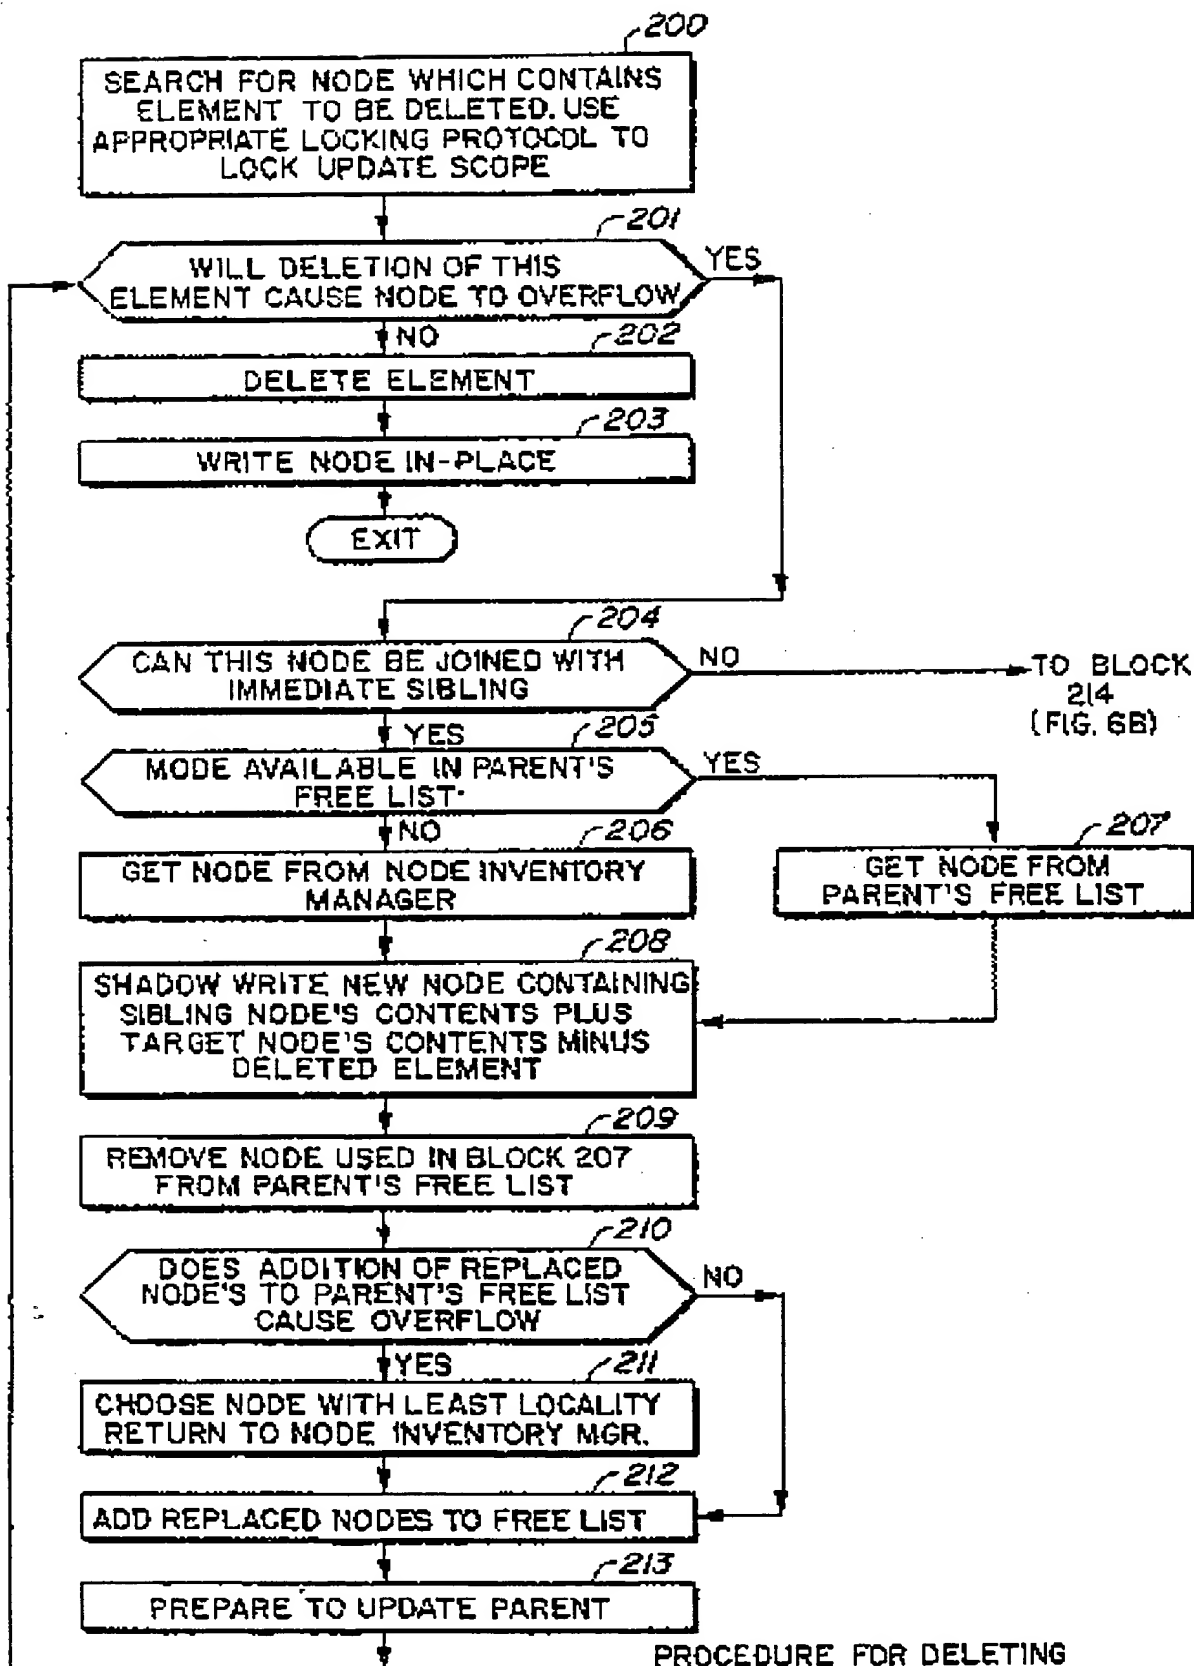 200
SEARCH FOR NODE WHICH CONTAINS
ELEMENT TO BE DELETED. USE
APPROPRIATE LOCKING PROTOCOL TO
LOCK UPDATE SCOPE
201
WILL DELETION OF THIS
ELEMENT CAUSE NODE TO OVERFLOW
YES
NO
202
DELETE ELEMENT
203
WRITE NODE IN-PLACE
EXIT
204
CAN THIS NODE BE JOINED WITH
IMMEDIATE SIBLING
NO
TO BLOCK
214
(FIG. 6B)
YES
205
MODE AVAILABLE IN PARENT'S
FREE LIST
YES
NO
206
GET NODE FROM NODE INVENTORY
MANAGER
207
GET NODE FROM
PARENT'S FREE LIST
208
SHADOW WRITE NEW NODE CONTAINING
SIBLING NODE'S CONTENTS PLUS
TARGET NODE'S CONTENTS MINUS
DELETED ELEMENT
209
REMOVE NODE USED IN BLOCK 207
FROM PARENT'S FREE LIST
210
DOES ADDITION OF REPLACED
NODE'S TO PARENT'S FREE LIST
CAUSE OVERFLOW
NO
YES
211
CHOOSE NODE WITH LEAST LOCALITY
RETURN TO NODE INVENTORY MGR.
212
ADD REPLACED NODES TO FREE LIST
213
PREPARE TO UPDATE PARENT
PROCEDURE FOR DELETING